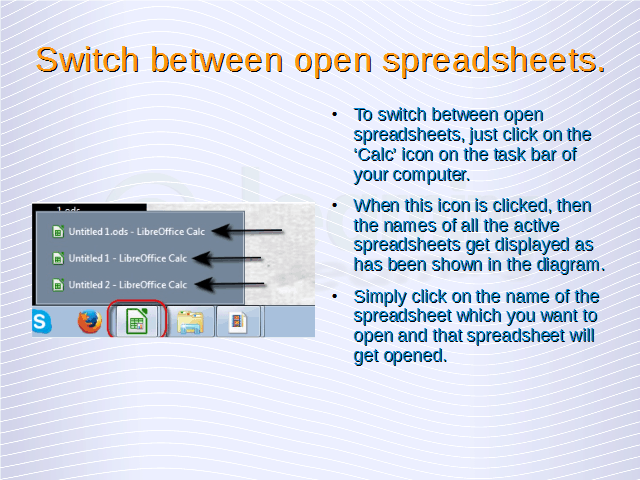 Switch between open spreadsheets.
To switch between open
spreadsheets, just click on the
‘Calc’ icon on the task bar of
your computer.
When this icon is clicked, then
the names of all the active
spreadsheets get displayed as
has been shown in the diagram.
Simply click on the name of the
spreadsheet which you want to
open and that spreadsheet will
get opened.
1.ods
Untitled 1.ods - LibreOffice Calc
Untitled 1 - LibreOffice Calc
Untitled 2 - LibreOffice Calc